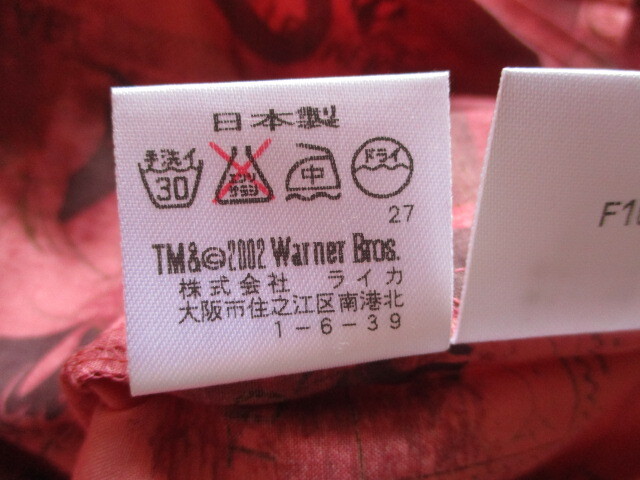 日本製
手洗イ 30 エンソサラシ 中 ドライ
27
TM&©2002 Warner Bros.
株式会社 ライカ
大阪市住之江区南港北
1-6-39